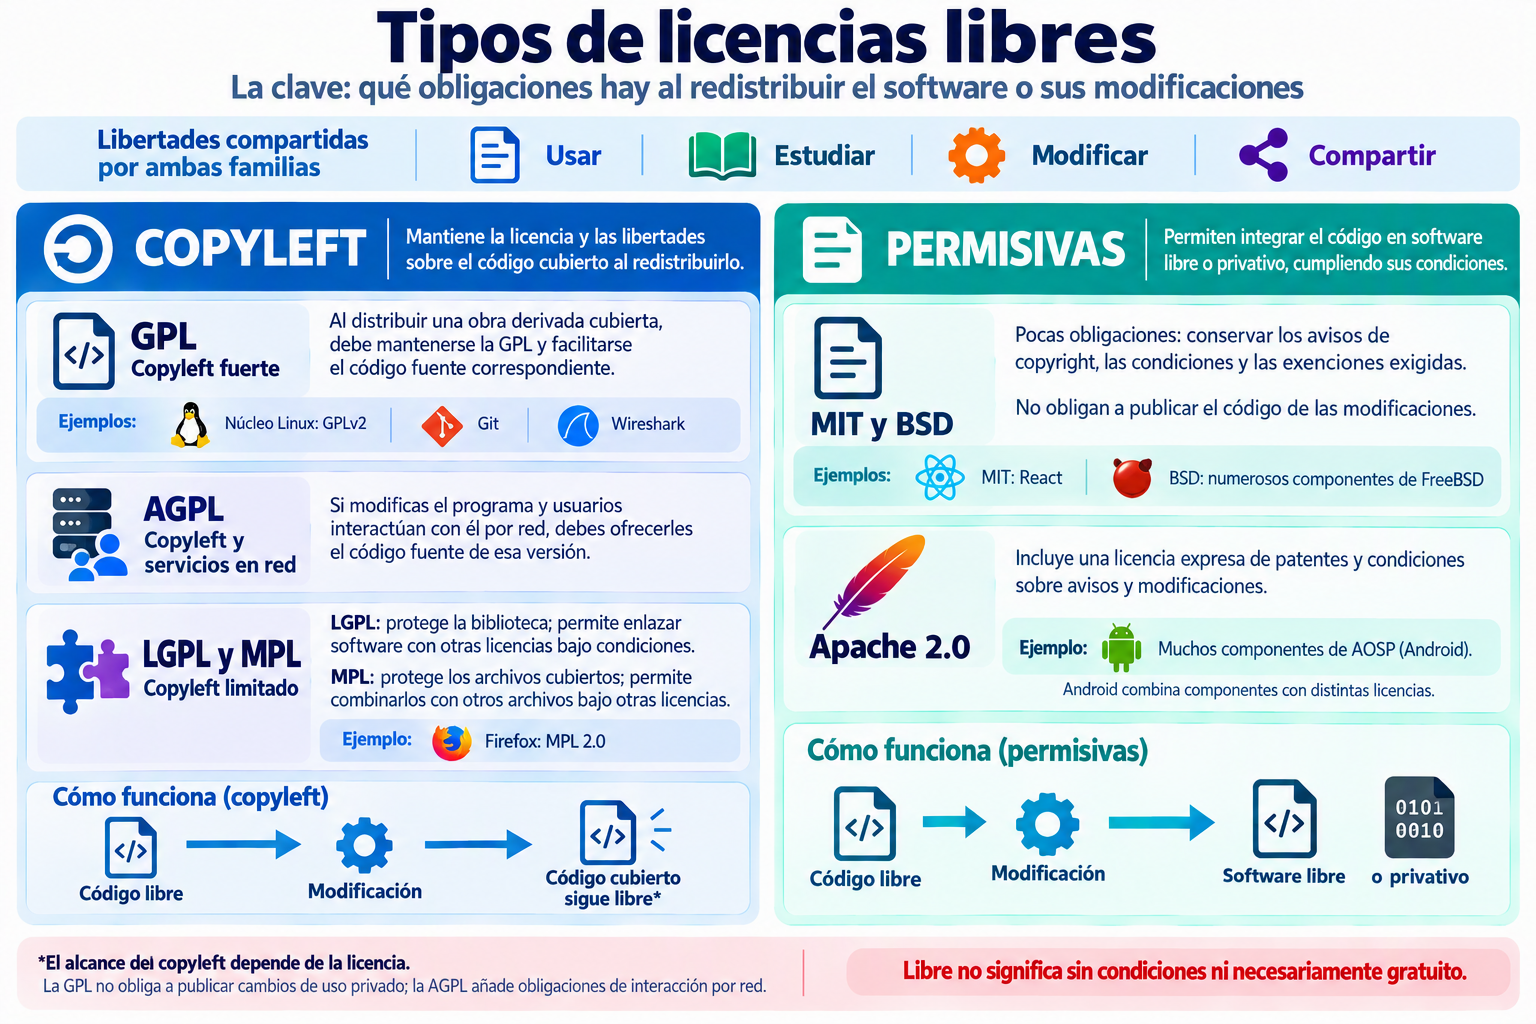 Tipos de licencias libres
La clave: qué obligaciones hay al redistribuir el software o sus modificaciones
Libertades compartidas
por ambas familias
Usar
Estudiar
Modificar
Compartir
COPYLEFT
Mantiene la licencia y las libertades
sobre el código cubierto al redistribuirlo.
GPL
Copyleft fuerte
Al distribuir una obra derivada cubierta,
debe mantenerse la GPL y facilitarse
el código fuente correspondiente.
Ejemplos:
Núcleo Linux: GPLv2
Git
Wireshark
AGPL
Copyleft y
servicios en red
Si modificas el programa y usuarios
interactúan con él por red, debes ofrecerles
el código fuente de esa versión.
LGPL y MPL
Copyleft limitado
LGPL: protege la biblioteca; permite enlazar
software con otras licencias bajo condiciones.
MPL: protege los archivos cubiertos; permite
combinarlos con otros archivos bajo otras licencias.
Ejemplo:
Firefox: MPL 2.0
Cómo funciona (copyleft)
</>
</>
Código libre
Modificación
Código cubierto
sigue libre*
PERMISIVAS
Permiten integrar el código en software
libre o privativo, cumpliendo sus condiciones.
MIT y BSD
Pocas obligaciones: conservar los avisos de
copyright, las condiciones y las exenciones exigidas.
No obligan a publicar el código de las modificaciones.
Ejemplos:
MIT: React
BSD: numerosos componentes de FreeBSD
Apache 2.0
Incluye una licencia expresa de patentes y condiciones
sobre avisos y modificaciones.
Ejemplo:
Muchos componentes de AOSP (Android).
Android combina componentes con distintas licencias.
Cómo funciona (permisivas)
</>
</>
0101
0010
Código libre
Modificación
Software libre
o privativo
*El alcance del copyleft depende de la licencia.
La GPL no obliga a publicar cambios de uso privado; la AGPL añade obligaciones de interacción por red.
Libre no significa sin condiciones ni necesariamente gratuito.